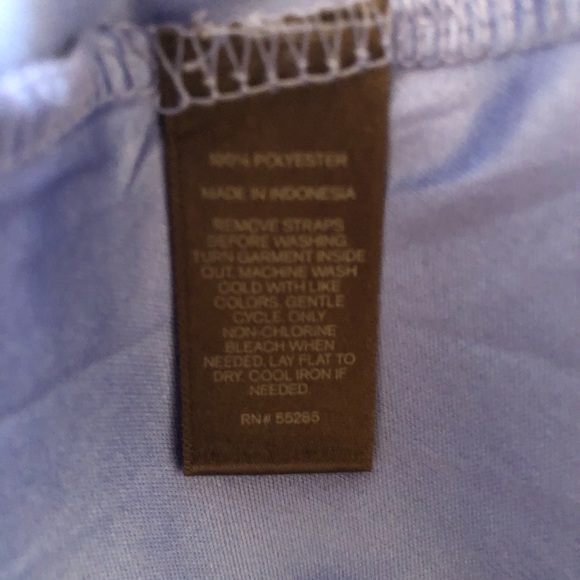 100% POLYESTER
MADE IN INDONESIA
REMOVE STRAPS
BEFORE WASHING.
TURN GARMENT INSIDE
OUT. MACHINE WASH
COLD WITH LIKE
COLORS. GENTLE
CYCLE. ONLY
NON-CHLORINE
BLEACH WHEN
NEEDED. LAY FLAT TO
DRY. COOL IRON IF
NEEDED.
RN# 55285